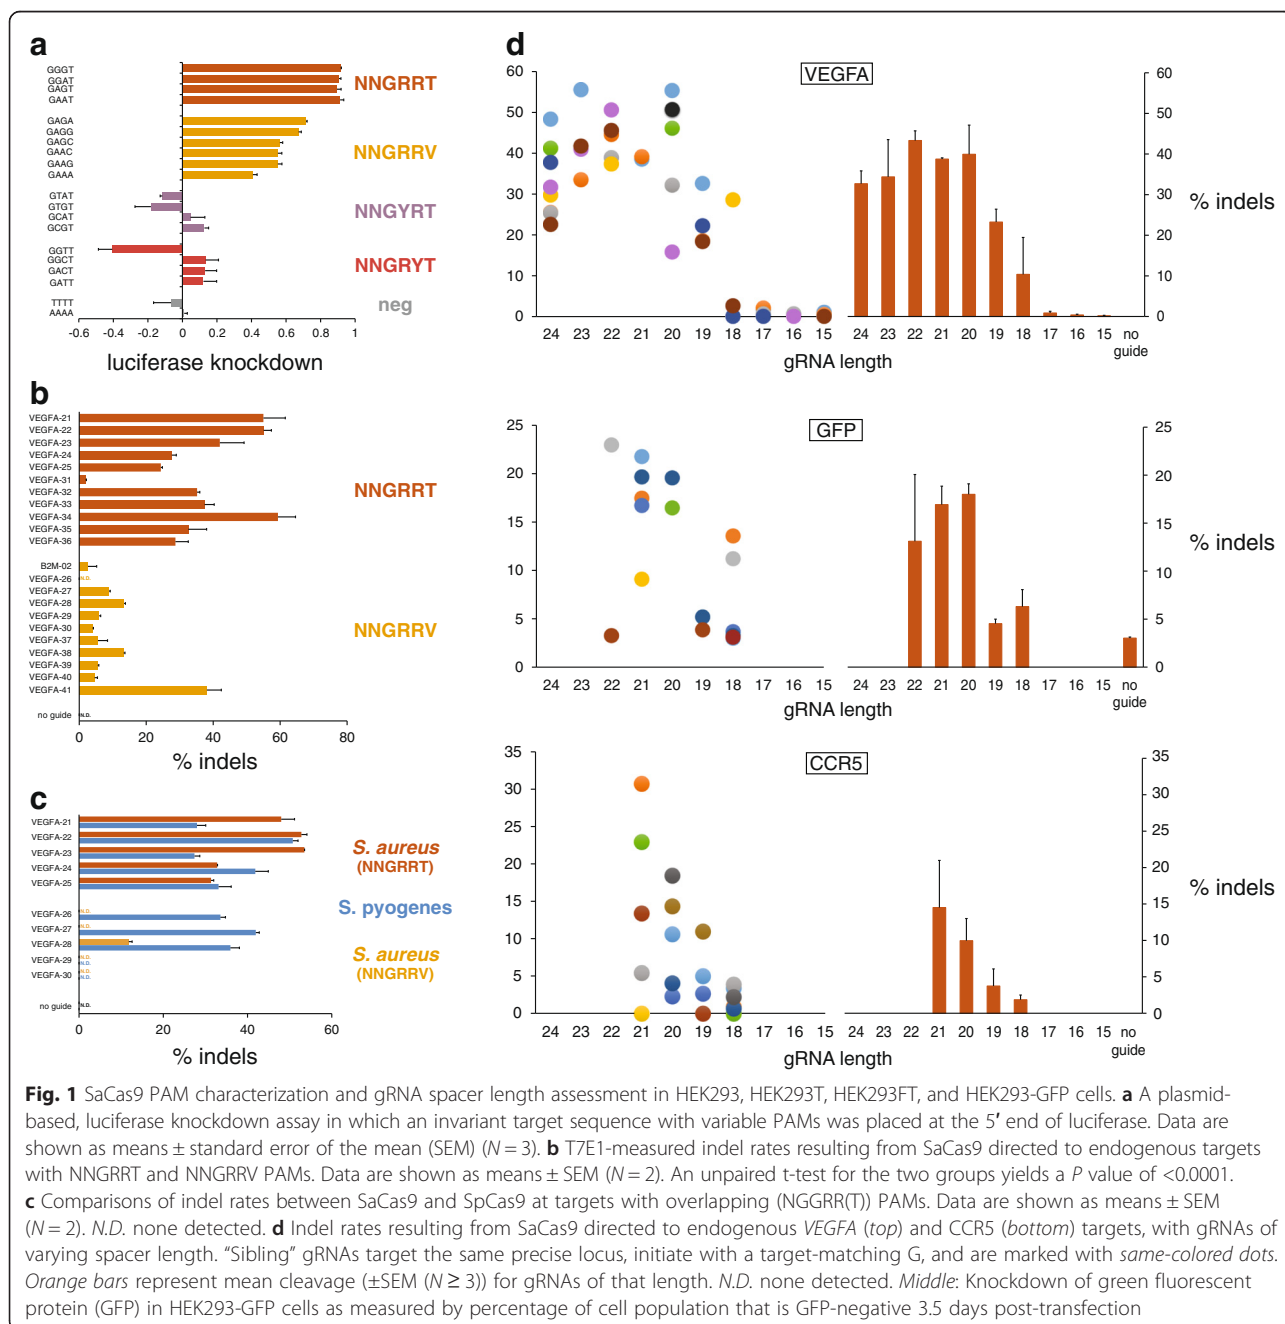 a
GGGT
GGAT
GAGT
GAAT
NNGRRT
GAGA
GAGG
GAGC
GAAC
GAAG
GAAA
NNGRRV
GTAT
GTGT
GCAT
GCGT
NNGYRT
GGTT
GGCT
GACT
GATT
NNGRYT
TTTT
AAAA
neg
-0.6 -0.4 -0.2 0 0.2 0.4 0.6 0.8 1
luciferase knockdown
b
VEGFA-21
VEGFA-22
VEGFA-23
VEGFA-24
VEGFA-25
VEGFA-31
VEGFA-32
VEGFA-33
VEGFA-34
VEGFA-35
VEGFA-36
NNGRRT
B2M-02
VEGFA-26 N.D.
VEGFA-27
VEGFA-28
VEGFA-29
VEGFA-30
VEGFA-37
VEGFA-38
VEGFA-39
VEGFA-40
VEGFA-41
NNGRRV
no guide N.D.
0 20 40 60 80
% indels
c
VEGFA-21
VEGFA-22
VEGFA-23
VEGFA-24
VEGFA-25
VEGFA-26 N.D.
VEGFA-27 N.D.
VEGFA-28
VEGFA-29 N.D. N.D.
VEGFA-30 N.D. N.D.
no guide N.D.
S. aureus
(NNGRRT)
S. pyogenes
S. aureus
(NNGRRV)
0 20 40 60
% indels
d
VEGFA
60
50
40
30
20
10
0
24 23 22 21 20 19 18 17 16 15
24 23 22 21 20 19 18 17 16 15 no guide
60
50
40
30
20
10
0
% indels
gRNA length
GFP
25
20
15
10
5
0
24 23 22 21 20 19 18 17 16 15
24 23 22 21 20 19 18 17 16 15 no guide
25
20
15
10
5
0
% indels
gRNA length
CCR5
35
30
25
20
15
10
5
0
24 23 22 21 20 19 18 17 16 15
24 23 22 21 20 19 18 17 16 15 no guide
35
30
25
20
15
10
5
0
% indels
gRNA length
Fig. 1 SaCas9 PAM characterization and gRNA spacer length assessment in HEK293, HEK293T, HEK293FT, and HEK293-GFP cells. a A plasmid-
based, luciferase knockdown assay in which an invariant target sequence with variable PAMs was placed at the 5′ end of luciferase. Data are
shown as means ± standard error of the mean (SEM) (N = 3). b T7E1-measured indel rates resulting from SaCas9 directed to endogenous targets
with NNGRRT and NNGRRV PAMs. Data are shown as means ± SEM (N = 2). An unpaired t-test for the two groups yields a P value of <0.0001.
c Comparisons of indel rates between SaCas9 and SpCas9 at targets with overlapping (NGGRR(T)) PAMs. Data are shown as means ± SEM
(N = 2). N.D. none detected. d Indel rates resulting from SaCas9 directed to endogenous VEGFA (top) and CCR5 (bottom) targets, with gRNAs of
varying spacer length. “Sibling” gRNAs target the same precise locus, initiate with a target-matching G, and are marked with same-colored dots.
Orange bars represent mean cleavage (±SEM (N ≥ 3)) for gRNAs of that length. N.D. none detected. Middle: Knockdown of green fluorescent
protein (GFP) in HEK293-GFP cells as measured by percentage of cell population that is GFP-negative 3.5 days post-transfection